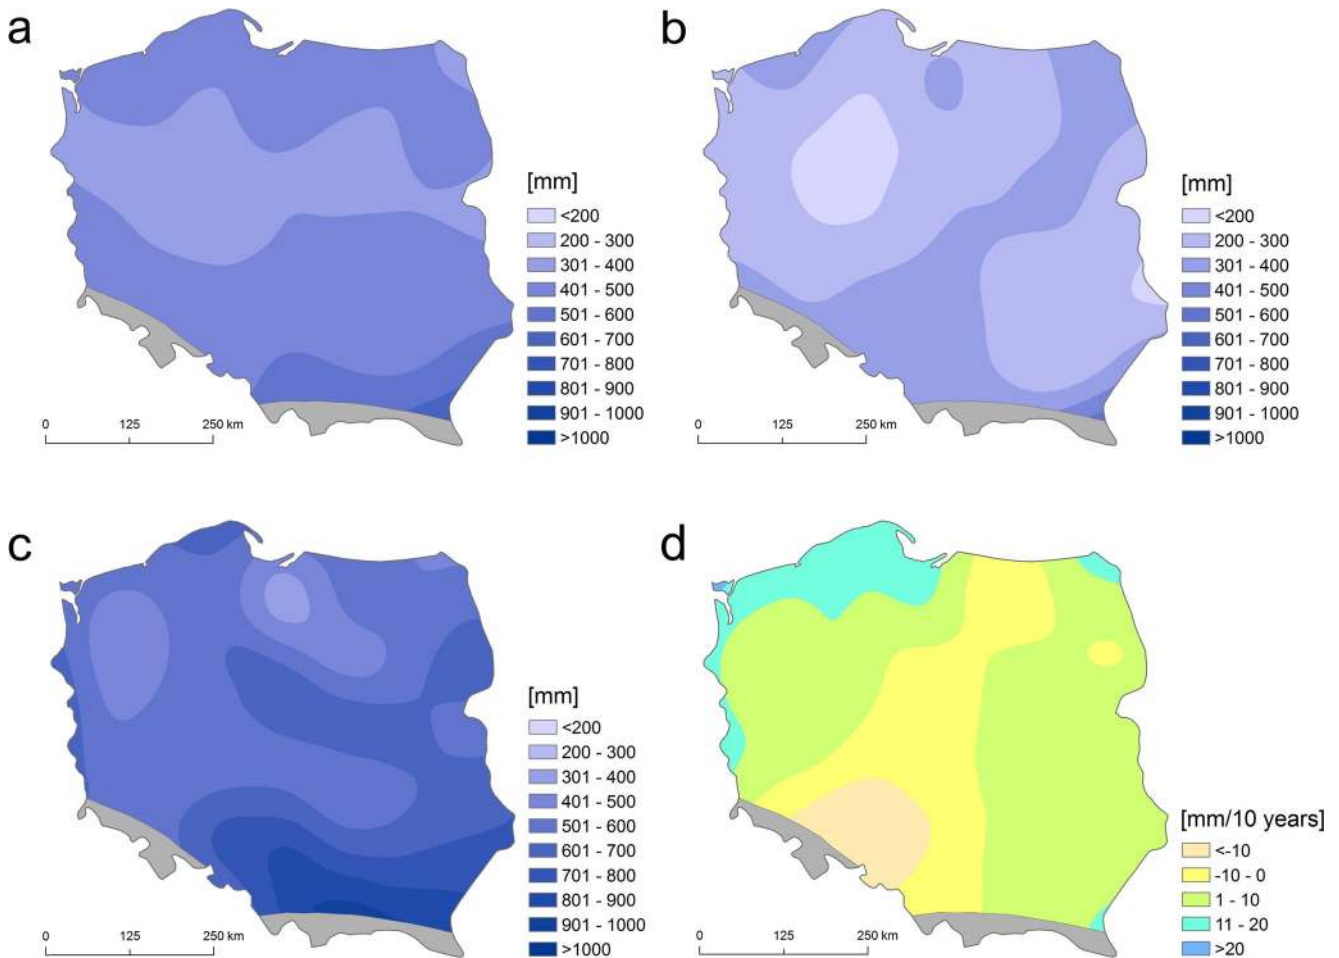 a
[mm]
<200
200 - 300
301 - 400
401 - 500
501 - 600
601 - 700
701 - 800
801 - 900
901 - 1000
>1000
0 125 250 km
b
[mm]
<200
200 - 300
301 - 400
401 - 500
501 - 600
601 - 700
701 - 800
801 - 900
901 - 1000
>1000
0 125 250 km
c
[mm]
<200
200 - 300
301 - 400
401 - 500
501 - 600
601 - 700
701 - 800
801 - 900
901 - 1000
>1000
0 125 250 km
d
[mm/10 years]
<-10
-10 - 0
1 - 10
11 - 20
>20
0 125 250 km